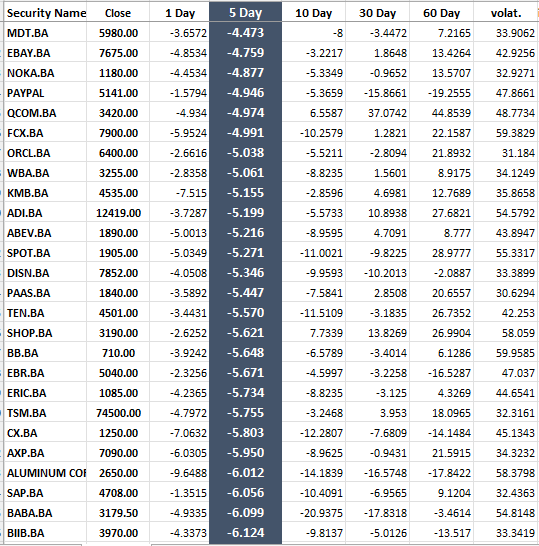 Security Name Close 1 Day 5 Day 10 Day 30 Day 60 Day volat.
MDT.BA 5980.00 -3.6572 -4.473 -8 -3.4472 7.2165 33.9062
EBAY.BA 7675.00 -4.8534 -4.759 -3.2217 1.8648 13.4264 42.9256
NOKA.BA 1180.00 -4.4534 -4.877 -5.3349 -0.9652 13.5707 32.9271
PAYPAL 5141.00 -1.5794 -4.946 -5.3659 -15.8661 -19.2555 47.8661
QCOM.BA 3420.00 -4.934 -4.974 6.5587 37.0742 44.8539 48.7734
FCX.BA 7900.00 -5.9524 -4.991 -10.2579 1.2821 22.1587 59.3829
ORCL.BA 6400.00 -2.6616 -5.038 -5.5211 -2.8094 21.8932 31.184
WBA.BA 3255.00 -2.8358 -5.061 -8.8235 1.5601 8.9175 34.1249
KMB.BA 4535.00 -7.515 -5.155 -2.8596 4.6981 12.7689 35.8658
ADI.BA 12419.00 -3.7287 -5.199 -5.5733 10.8938 27.6821 54.5792
ABEV.BA 1890.00 -5.0013 -5.216 -8.9595 4.7091 8.777 43.8947
SPOT.BA 1905.00 -5.0349 -5.271 -11.0021 -9.8225 28.9777 55.3317
DISN.BA 7852.00 -4.0508 -5.346 -9.9593 -10.2013 -2.0887 33.3899
PAAS.BA 1840.00 -3.5892 -5.447 -7.5841 2.8508 20.6557 30.6294
TEN.BA 4501.00 -3.4431 -5.570 -11.5109 -3.1835 26.7352 42.253
SHOP.BA 3190.00 -2.6252 -5.621 7.7339 13.8269 26.9904 58.059
BB.BA 710.00 -3.9242 -5.648 -6.5789 -3.4014 6.1286 59.9585
EBR.BA 5040.00 -2.3256 -5.671 -4.5997 -3.2258 -16.5287 47.037
ERIC.BA 1085.00 -4.2365 -5.734 -8.8235 -3.125 4.3269 44.6541
TSM.BA 74500.00 -4.7972 -5.755 -3.2468 3.953 18.0965 32.3161
CX.BA 1250.00 -7.0632 -5.803 -12.2807 -7.6809 -14.1484 45.1343
AXP.BA 7090.00 -6.0305 -5.950 -8.9625 -0.9431 21.5915 34.3232
ALUMINUM COI 2650.00 -9.6488 -6.012 -14.1839 -16.5748 -17.8422 58.3798
SAP.BA 4708.00 -1.3515 -6.056 -10.4091 -6.9565 9.1204 32.4363
BABA.BA 3179.50 -4.9335 -6.099 -20.9375 -17.8318 -3.4614 54.8148
BIIB.BA 3970.00 -4.3373 -6.124 -9.8137 -5.0126 -13.517 33.3419